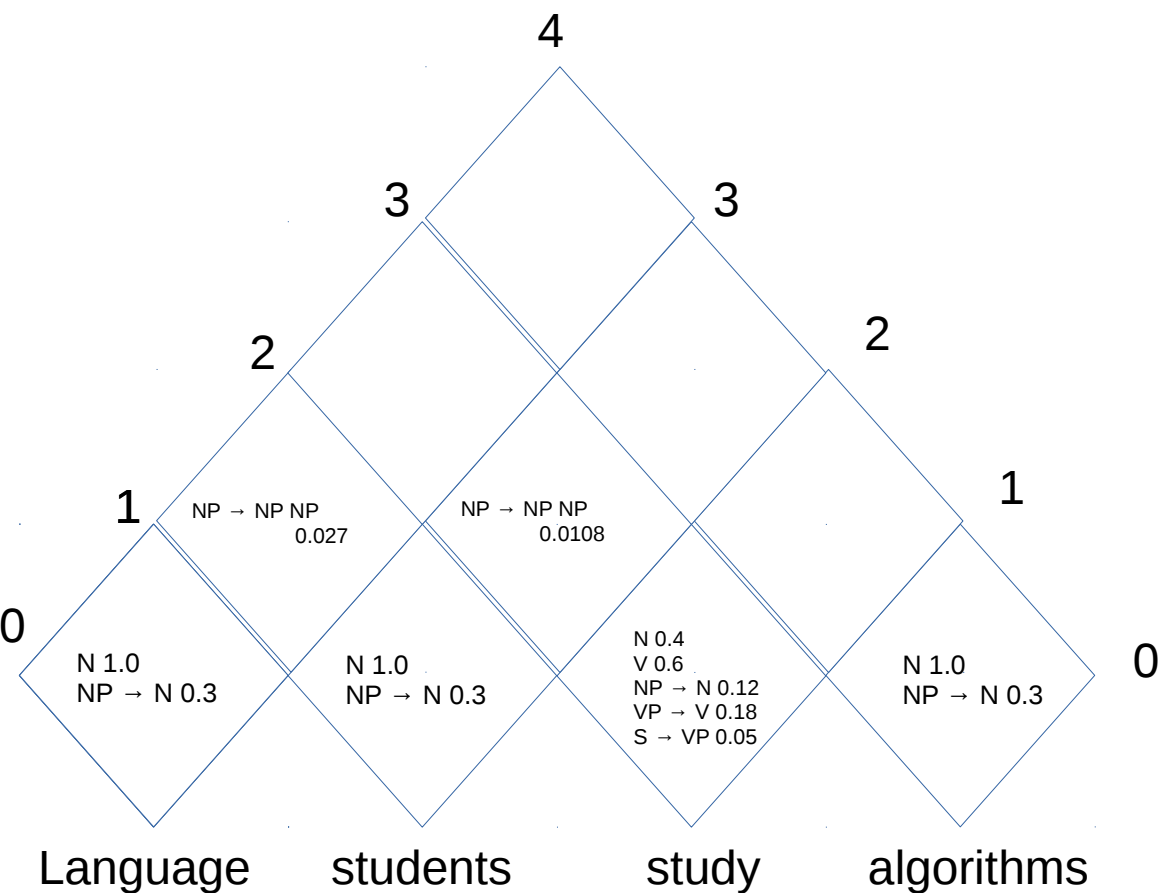 4
3
3
2
2
1
1
NP → NP NP
0.027
NP → NP NP
0.0108
0
0
N 1.0
NP → N 0.3
N 1.0
NP → N 0.3
N 0.4
V 0.6
NP → N 0.12
VP → V 0.18
S → VP 0.05
N 1.0
NP → N 0.3
Language
students
study
algorithms